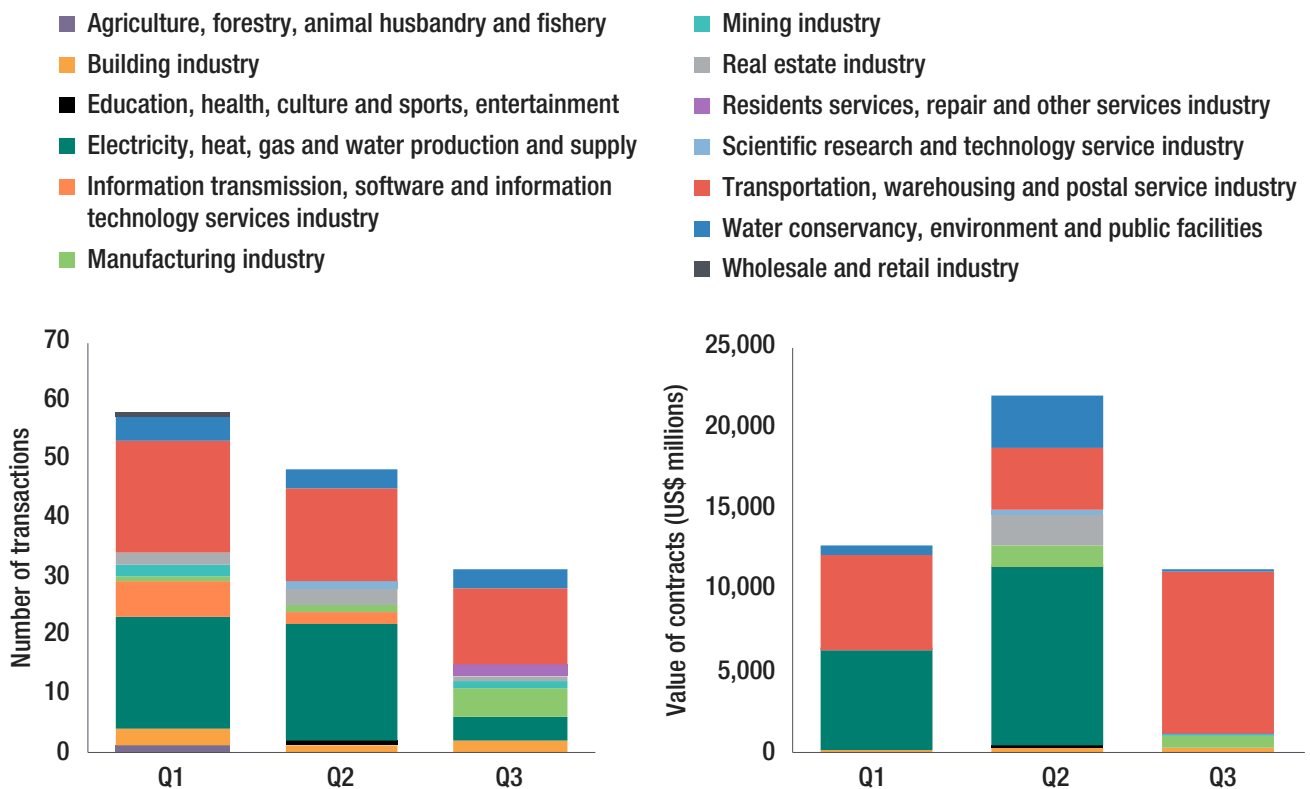 Agriculture, forestry, animal husbandry and fishery
Building industry
Education, health, culture and sports, entertainment
Electricity, heat, gas and water production and supply
Information transmission, software and information
technology services industry
Manufacturing industry
Mining industry
Real estate industry
Residents services, repair and other services industry
Scientific research and technology service industry
Transportation, warehousing and postal service industry
Water conservancy, environment and public facilities
Wholesale and retail industry
Number of transactions
70
60
50
40
30
20
10
0
Q1 Q2 Q3
Value of contracts (US$ millions)
25,000
20,000
15,000
10,000
5,000
0
Q1 Q2 Q3